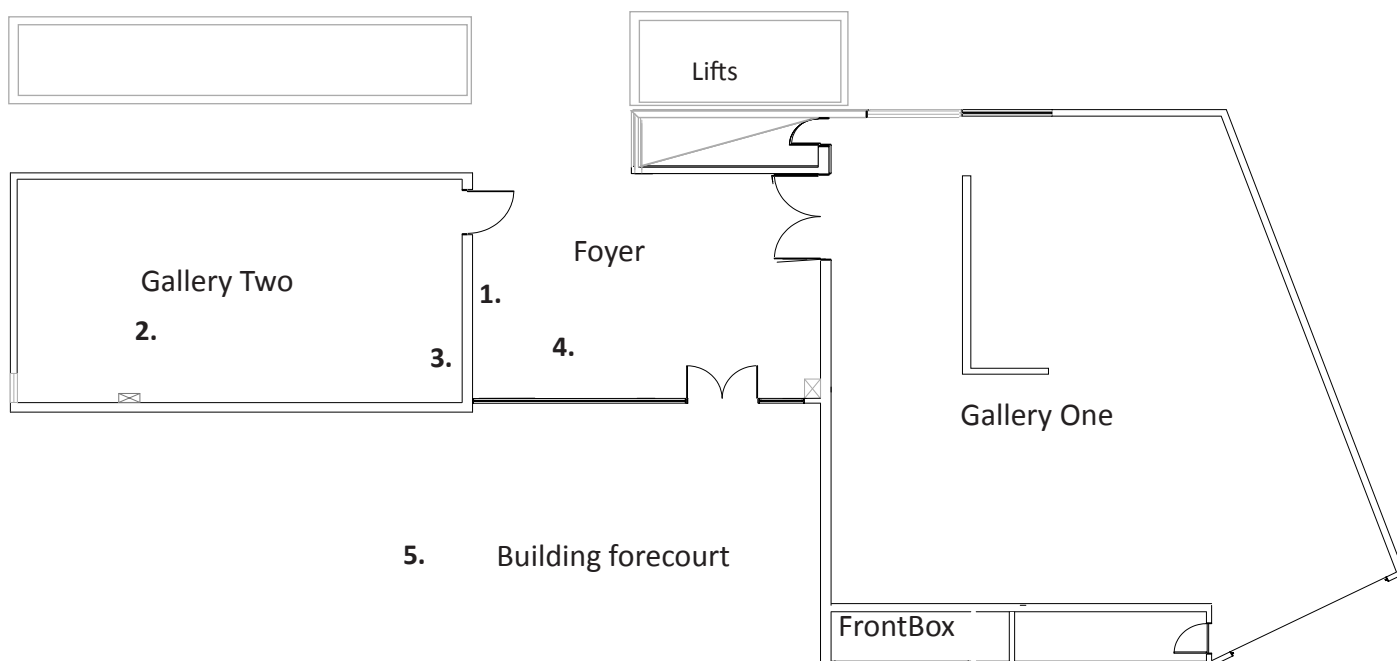 Lifts
Foyer
Gallery Two
1.
2.
4.
3.
Gallery One
5.
Building forecourt
FrontBox